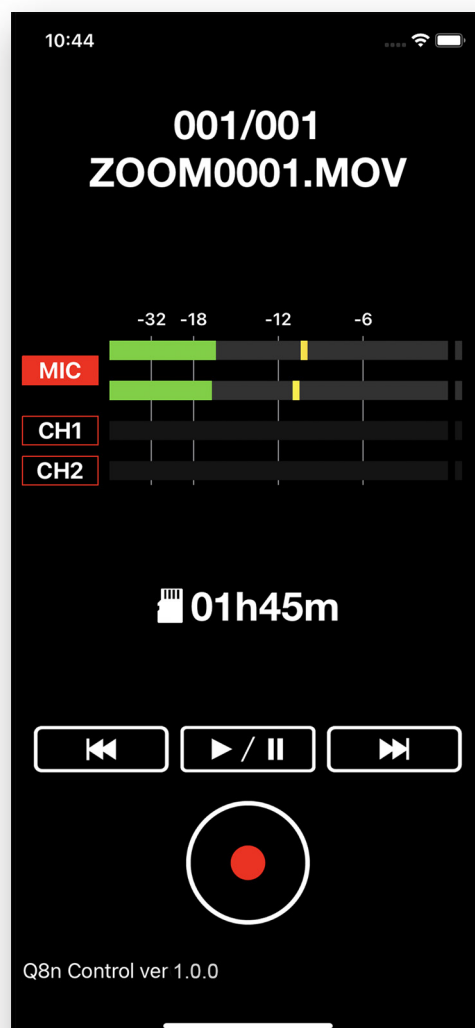 10:44
001/001
ZOOM0001.MOV
-32 -18 -12 -6
MIC
CH1
CH2
01h45m
/
Q8n Control ver 1.0.0